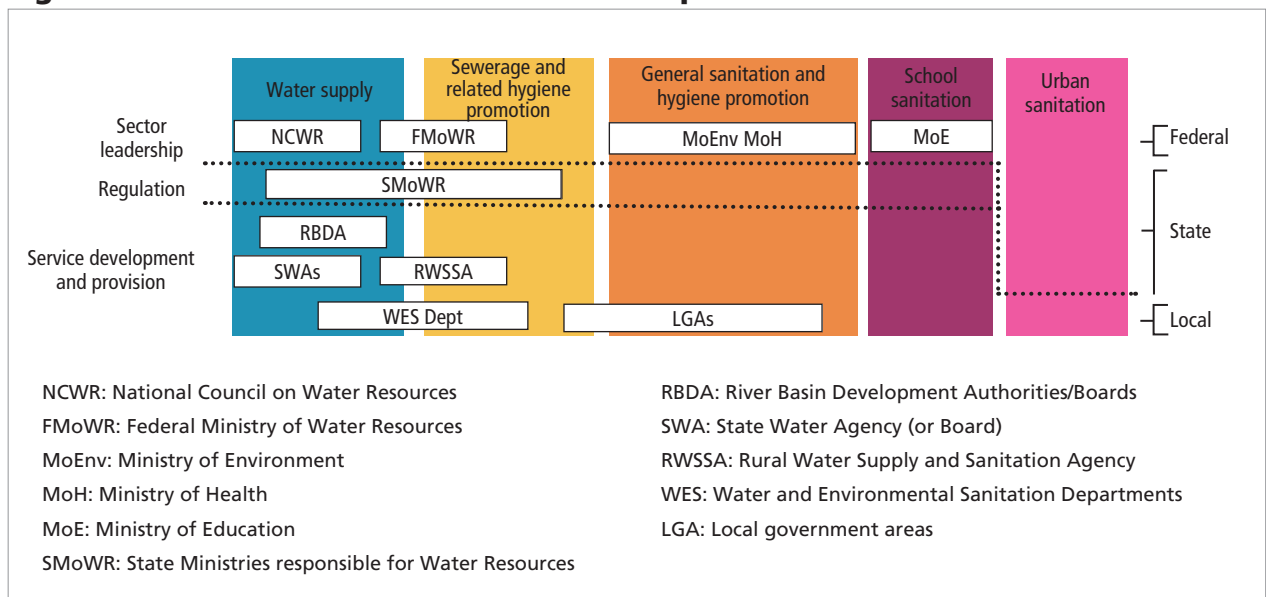 Water supply
Sewerage and
related hygiene
promotion
General sanitation and
hygiene promotion
School
sanitation
Urban
sanitation
Sector
leadership
NCWR
FMoWR
MoEnv MoH
MoE
Federal
Regulation
SMoWR
State
RBDA
Service development
and provision
SWAs
RWSSA
WES Dept
LGAs
Local
NCWR: National Council on Water Resources
FMoWR: Federal Ministry of Water Resources
MoEnv: Ministry of Environment
MoH: Ministry of Health
MoE: Ministry of Education
SMoWR: State Ministries responsible for Water Resources
RBDA: River Basin Development Authorities/Boards
SWA: State Water Agency (or Board)
RWSSA: Rural Water Supply and Sanitation Agency
WES: Water and Environmental Sanitation Departments
LGA: Local government areas